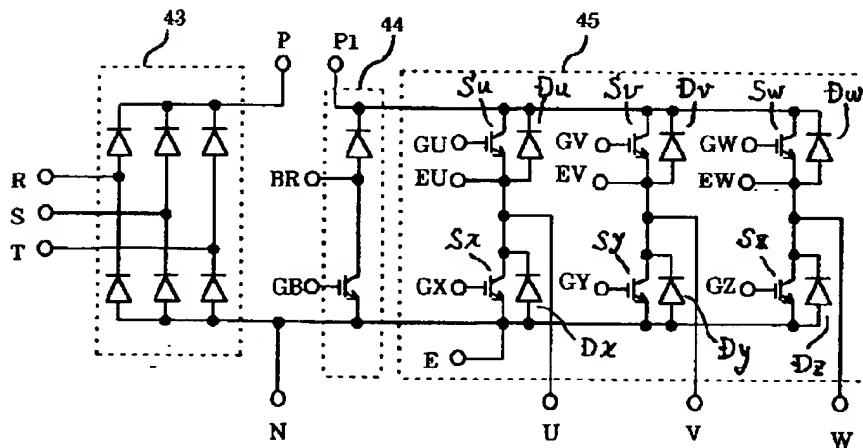 43 P P1 44 45
Su Du Sv Dv Sw Dw
GU GV GW
R BR EU EV EW
S
T Sx Sy Sz
GB GX GY GZ
Dx Dy Dz
E
N U V W